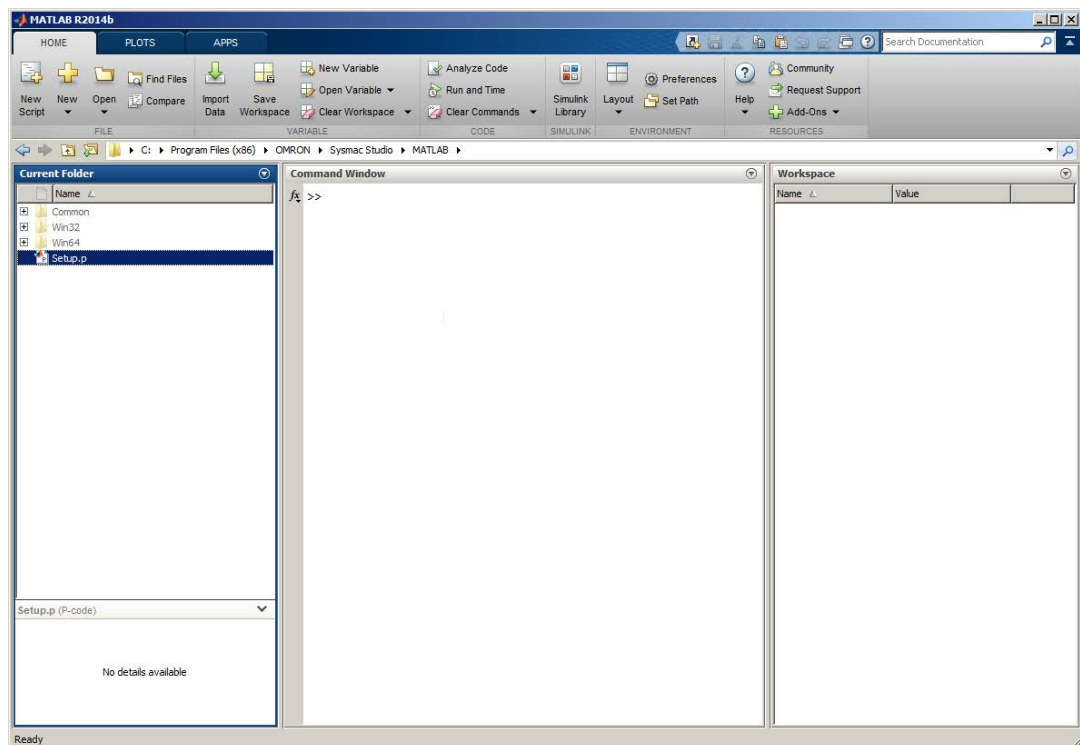 MATLAB R2014b
HOME PLOTS APPS
Search Documentation
New Script
New
Open
Find Files
Compare
FILE
Import Data
Save Workspace
New Variable
Open Variable
Clear Workspace
VARIABLE
Analyze Code
Run and Time
Clear Commands
CODE
Simulink Library
SIMULINK
Layout
Preferences
Set Path
ENVIRONMENT
Help
Community
Request Support
Add-Ons
RESOURCES
C: Program Files (x86) OMRON Sysmac Studio MATLAB
Current Folder
Name
Common
Win32
Win64
Setup.p
Setup.p (P-code)
No details available
Command Window
fx >>
Workspace
Name Value
Ready